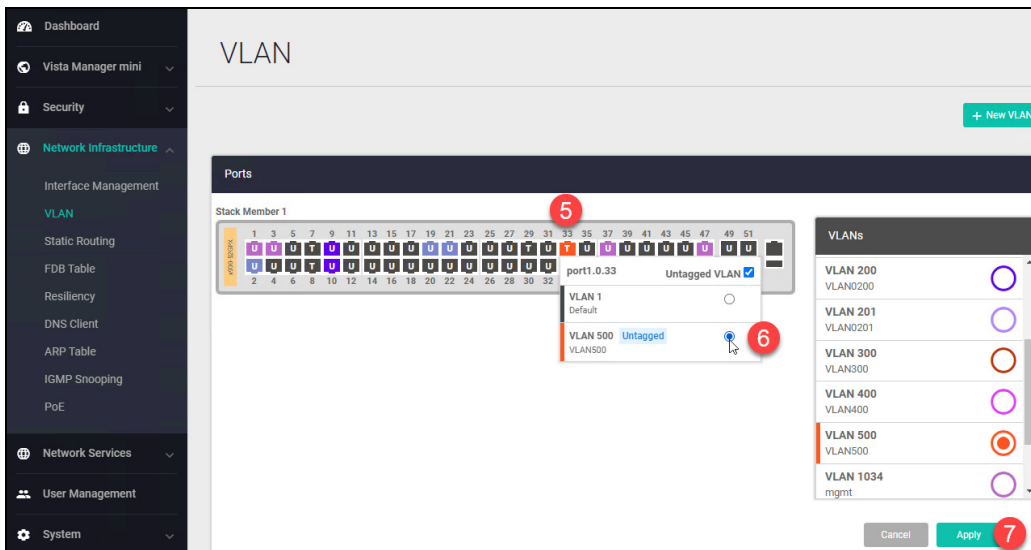 Dashboard
Vista Manager mini
Security
Network Infrastructure
Interface Management
VLAN
Static Routing
FDB Table
Resiliency
DNS Client
ARP Table
IGMP Snooping
PoE
Network Services
User Management
System
VLAN
+ New VLAN
Ports
Stack Member 1
5
1 3 5 7 9 11 13 15 17 19 21 23 25 27 29 31 33 35 37 39 41 43 45 47 49 51
x500-52GPX
U U U T U U U U U U U U U U T U T U U U U U U U U U
U U U T U U U U U U U U U U U U
2 4 6 8 10 12 14 16 18 20 22 24 26 28 30 32
port1.0.33 Untagged VLAN
VLAN 1
Default
VLAN 500 Untagged
VLAN500
6
VLANs
VLAN 200
VLAN0200
VLAN 201
VLAN0201
VLAN 300
VLAN300
VLAN 400
VLAN400
VLAN 500
VLAN500
VLAN 1034
mgmt
Cancel Apply 7